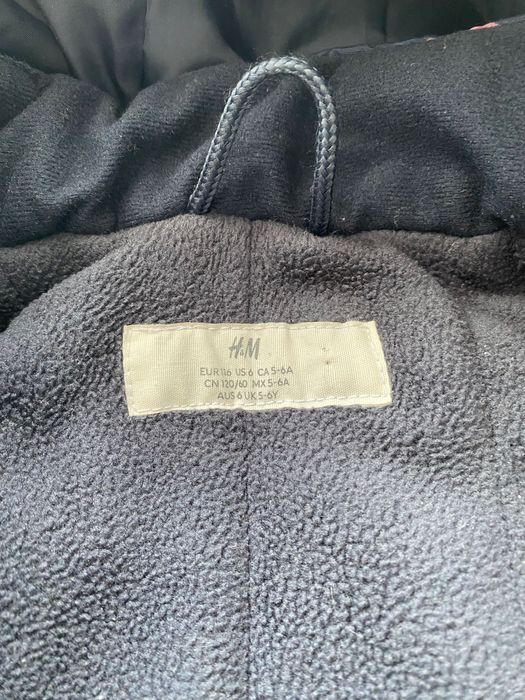 H&M
EUR 116 US 6 CA 5-6A
CN 120/60 MX 5-6A
AUS 6 UK 5-6Y